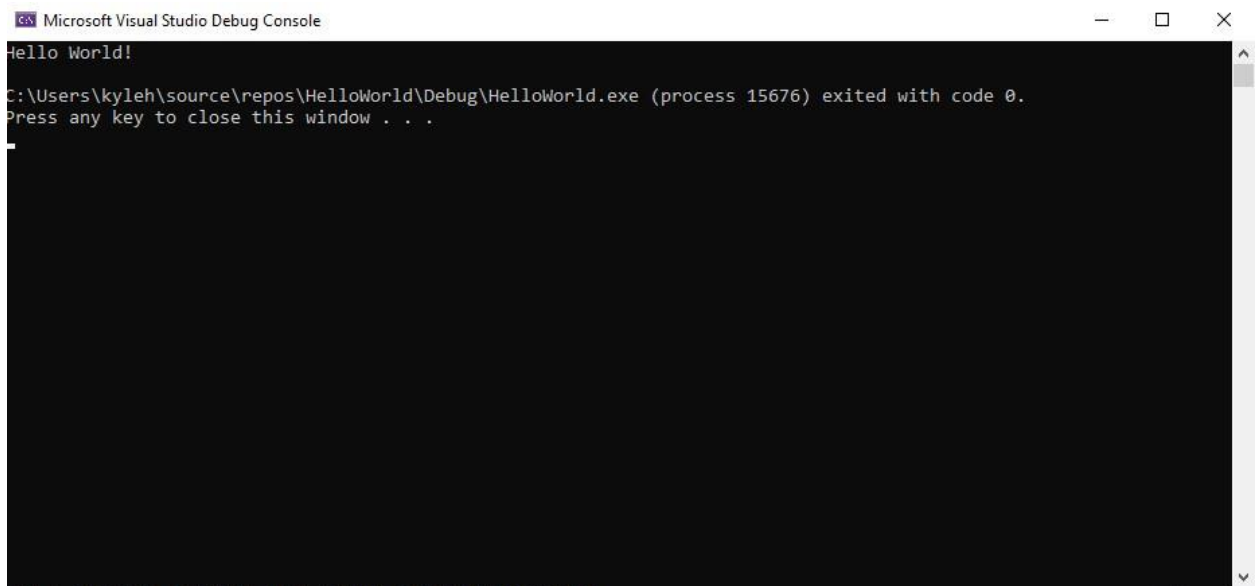 Microsoft Visual Studio Debug Console
Hello World!
C:\Users\kyleh\source\repos\HelloWorld\Debug\HelloWorld.exe (process 15676) exited with code 0.
Press any key to close this window . . .